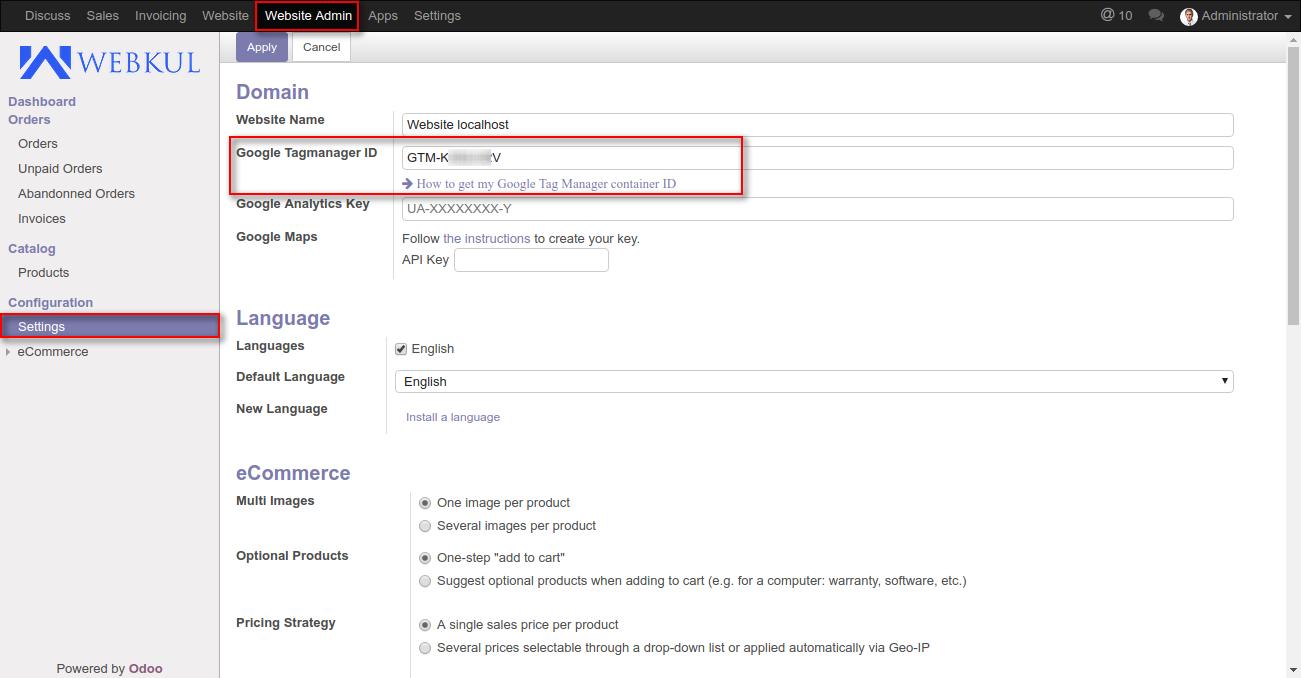 Discuss Sales Invoicing Website Website Admin Apps Settings @ 10 Administrator
WEBKUL
Dashboard
Orders
Orders
Unpaid Orders
Abandonned Orders
Invoices
Catalog
Products
Configuration
Settings
eCommerce
Powered by Odoo
Apply Cancel
Domain
Website Name Website localhost
Google Tagmanager ID GTM-K V
How to get my Google Tag Manager container ID
Google Analytics Key UA-XXXXXXXX-Y
Google Maps Follow the instructions to create your key.
API Key
Language
Languages English
Default Language English
New Language Install a language
eCommerce
Multi Images One image per product
Several images per product
Optional Products One-step "add to cart"
Suggest optional products when adding to cart (e.g. for a computer: warranty, software, etc.)
Pricing Strategy A single sales price per product
Several prices selectable through a drop-down list or applied automatically via Geo-IP